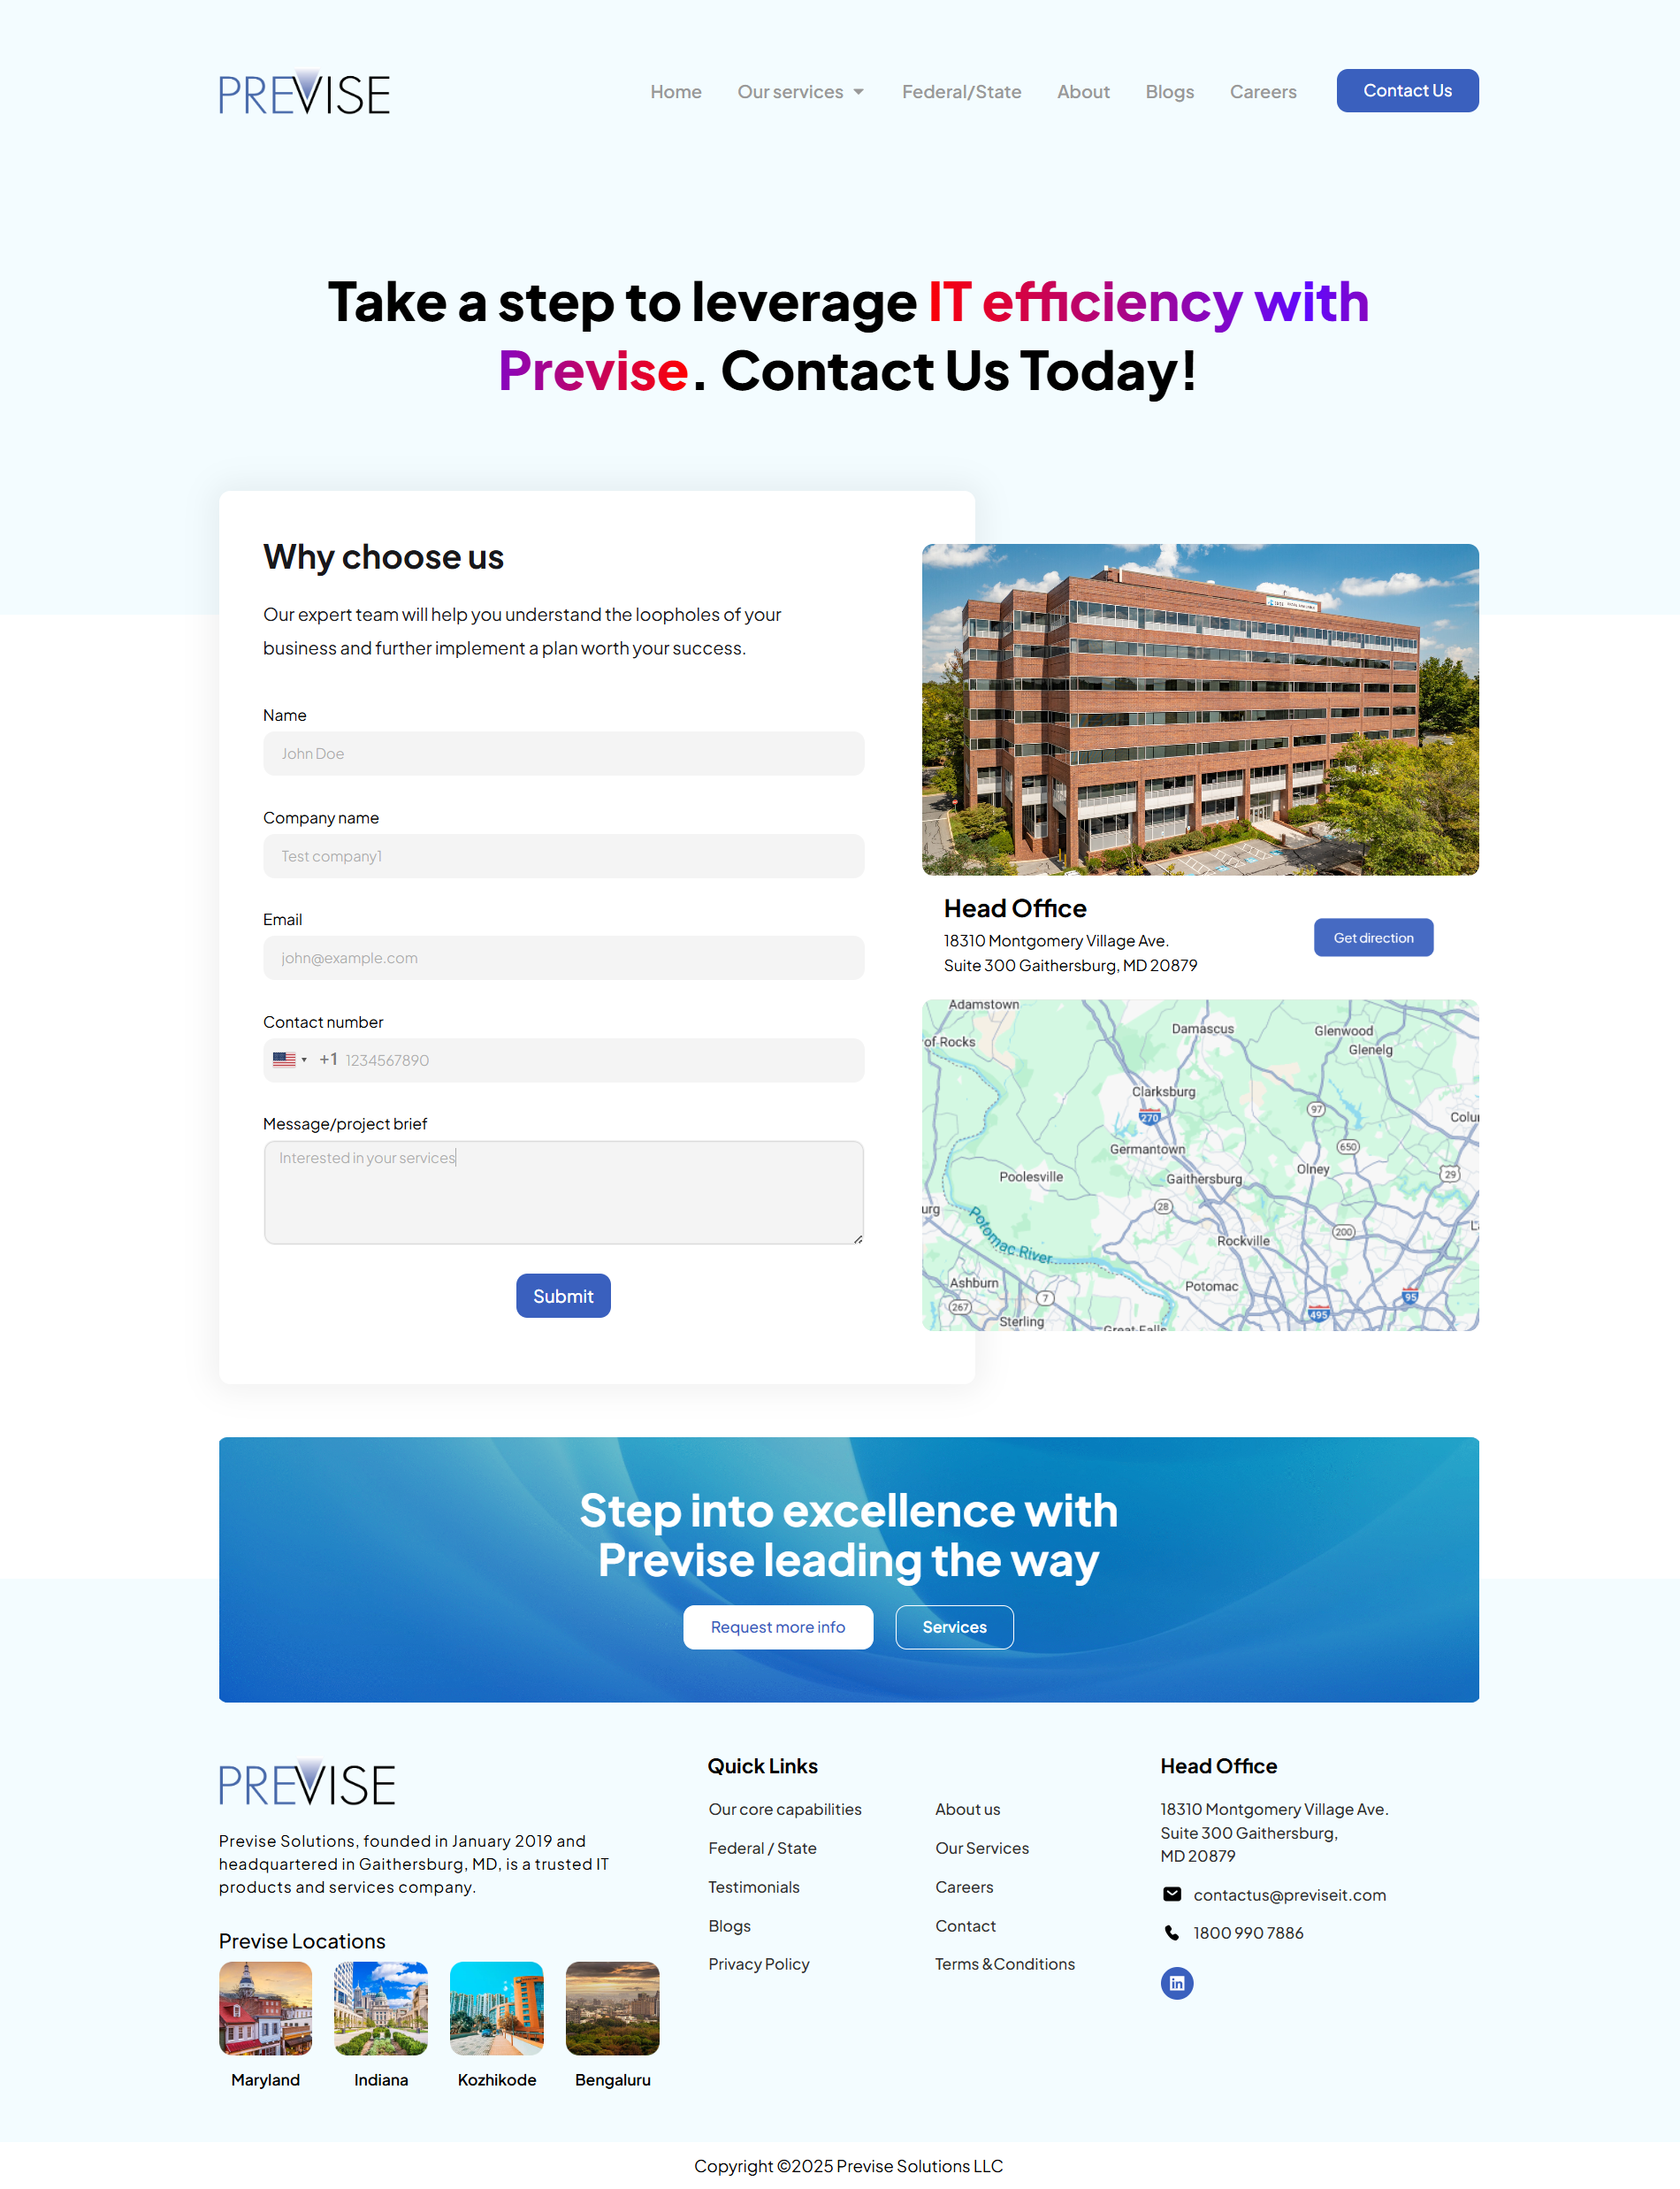 PREVISE
Home
Our services
Federal/State
About
Blogs
Careers
Contact Us
Take a step to leverage IT efficiency with
Previse. Contact Us Today!
Why choose us
Our expert team will help you understand the loopholes of your
business and further implement a plan worth your success.
Name
John Doe
Company name
Test company1
Email
john@example.com
Contact number
+1 1234567890
Message/project brief
Interested in your services
Submit
Head Office
18310 Montgomery Village Ave.
Suite 300 Gaithersburg, MD 20879
Get direction
Adamstown
Damascus
Glenwood
of Rocks
Glenelg
Clarksburg
97
270
Colu
Germantown
650
Olney
29
Poolesville
Gaithersburg
28
urg
Potomac River
200
Rockville
Ashburn
Potomac
7
95
267
495
Sterling
Great Falls
Step into excellence with
Previse leading the way
Request more info
Services
PREVISE
Previse Solutions, founded in January 2019 and
headquartered in Gaithersburg, MD, is a trusted IT
products and services company.
Previse Locations
Maryland
Indiana
Kozhikode
Bengaluru
Quick Links
Our core capabilities
Federal / State
Testimonials
Blogs
Privacy Policy
About us
Our Services
Careers
Contact
Terms &Conditions
Head Office
18310 Montgomery Village Ave.
Suite 300 Gaithersburg,
MD 20879
contactus@previseit.com
1800 990 7886
in
Copyright ©2025 Previse Solutions LLC